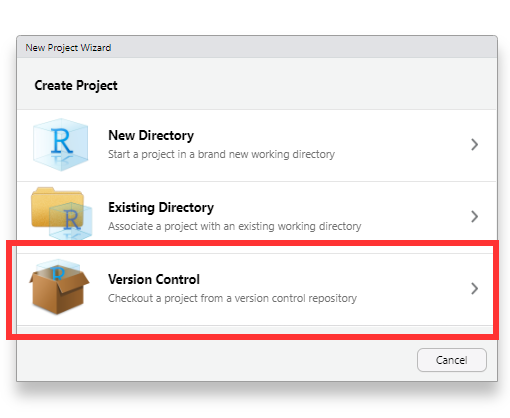 New Project Wizard
Create Project
R
New Directory
Start a project in a brand new working directory
R
Existing Directory
Associate a project with an existing working directory
R
Version Control
Checkout a project from a version control repository
Cancel